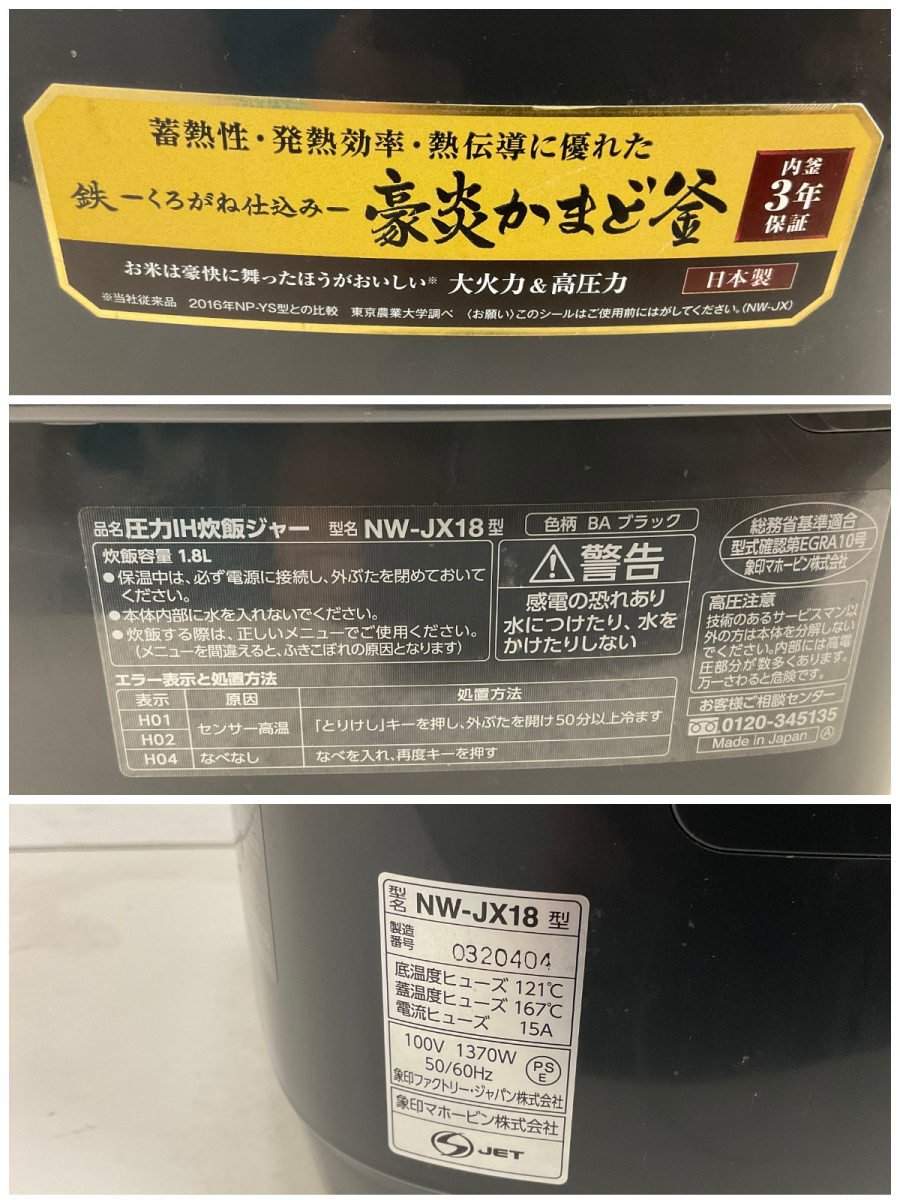 蓄熱性・発熱効率・熱伝導に優れた
鉄ーくろがね仕込みー 豪炎かまど釜
内釜
3年
保証
お米は豪快に舞ったほうがおいしい※ 大火力&高圧力 日本製
※当社従来品 2016年NP-YS型との比較 東京農業大学調べ 〈お願い〉このシールはご使用前にはがしてください。(NW-JX)
品名 圧力IH炊飯ジャー 型名 NW-JX18 型 色柄 BA ブラック
炊飯容量 1.8L
●保温中は、必ず電源に接続し、外ぶたを閉めておいて
ください。
●本体内部に水を入れないでください。
●炊飯する際は、正しいメニューでご使用ください。
(メニューを間違えると、ふきこぼれの原因となります)
⚠警告
感電の恐れあり
水につけたり、水を
かけたりしない
総務省基準適合
型式確認第EGRA10号
象印マホービン株式会社
高圧注意
技術のあるサービスマン以
外の方は本体を分解しない
でください。内部には高電
圧部分が数多くあります。
万一さわると危険です。
エラー表示と処置方法
表示 原因 処置方法
H01
H02
センサー高温 「とりけし」キーを押し、外ぶたを開け50分以上冷ます
H04 なべなし なべを入れ、再度キーを押す
お客様ご相談センター
0120-345135
Made in Japan Ⓐ
型名 NW-JX18 型
製造番号 0320404
底温度ヒューズ 121℃
蓋温度ヒューズ 167℃
電流ヒューズ 15A
100V 1370W
50/60Hz
PS
E
象印ファクトリー・ジャパン株式会社
象印マホービン株式会社
JET